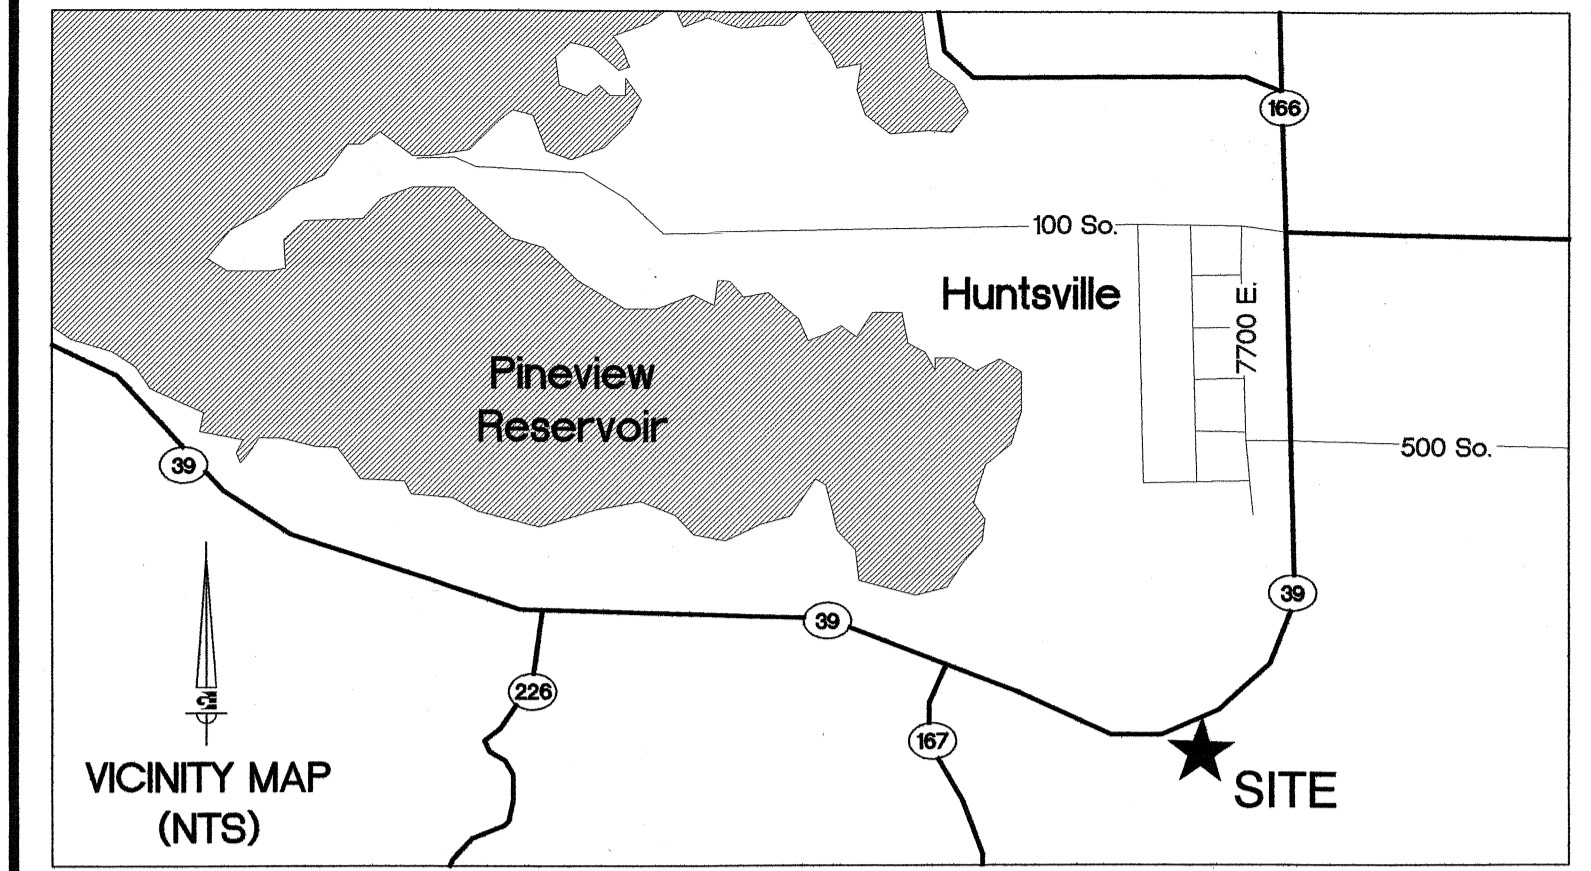 166
100 So.
Huntsville
7700 E.
Pineview
Reservoir
500 So.
39
39
39
226
167
VICINITY MAP
(NTS)
SITE